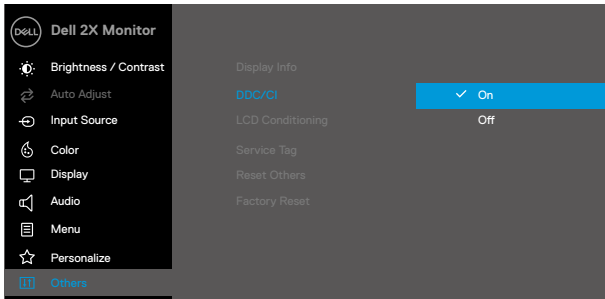 DELL Dell 2X Monitor
Brightness / Contrast
Display Info
Auto Adjust
DDC/CI
On
Input Source
LCD Conditioning
Off
Color
Service Tag
Display
Reset Others
Audio
Factory Reset
Menu
Personalize
Others